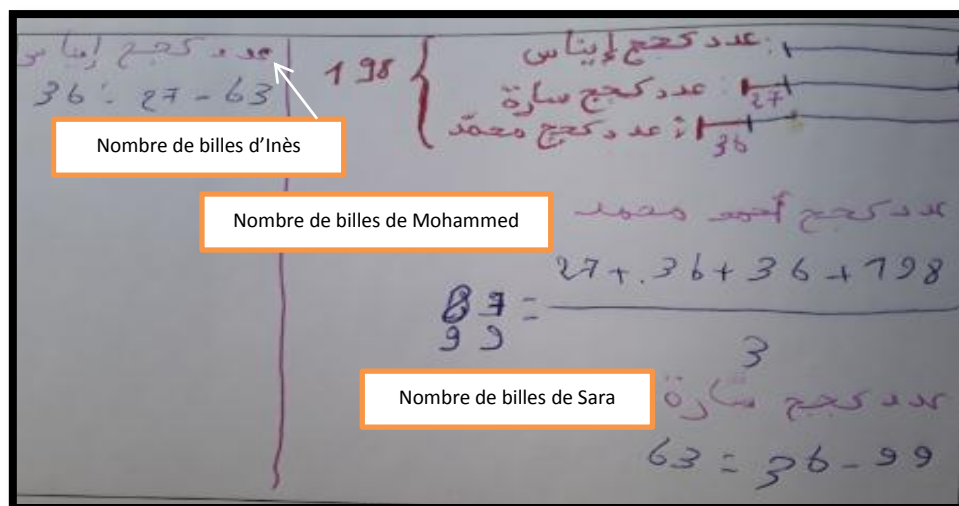 عدد كجج إيناس :
198 { عدد كجج سارة : 27
عدد كجج محمد : 36
عدد كجج أحمد محمد
Nombre de billes de Mohammed
27 + 36 + 36 + 198
=
99
3
عدد كجج سارة
Nombre de billes de Sara
63 = 36 - 99
عدد كجج إيناس
36 = 27 - 63
Nombre de billes d'Inès